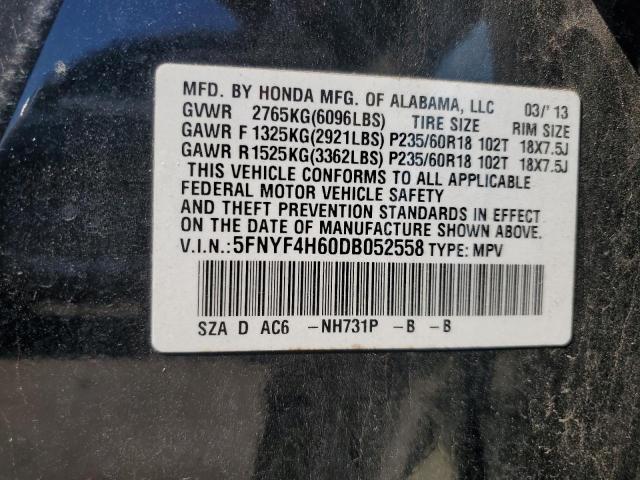 MFD. BY HONDA MFG. OF ALABAMA, LLC 03/'13
GVWR 2765KG(6096LBS) TIRE SIZE RIM SIZE
GAWR F 1325KG(2921LBS) P235/60R18 102T 18X7.5J
GAWR R 1525KG(3362LBS) P235/60R18 102T 18X7.5J
THIS VEHICLE CONFORMS TO ALL APPLICABLE
FEDERAL MOTOR VEHICLE SAFETY
AND THEFT PREVENTION STANDARDS IN EFFECT
ON THE DATE OF MANUFACTURE SHOWN ABOVE.
V.I.N.:5FNYF4H60DB052558 TYPE: MPV
SZA D AC6 -NH731P -B -B